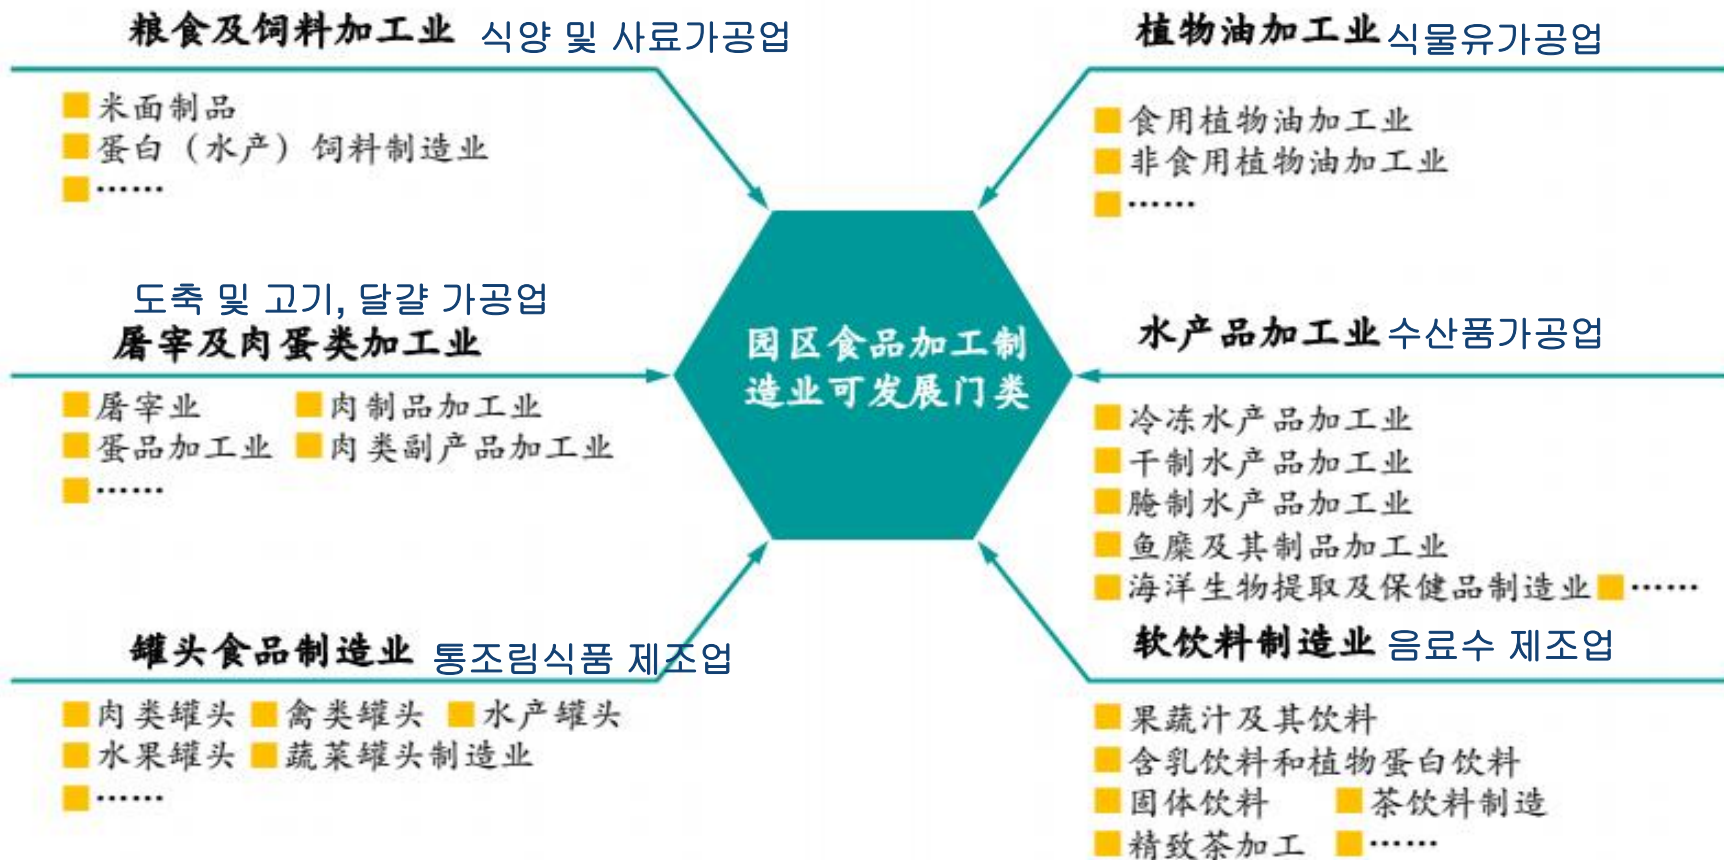 粮食及饲料加工业 식양 및 사료가공업
米面制品
蛋白（水产）饲料制造业
……
도축 및 고기, 달걀 가공업
屠宰及肉蛋类加工业
屠宰业 肉制品加工业
蛋品加工业 肉类副产品加工业
……
罐头食品制造业 통조림식품 제조업
肉类罐头 禽类罐头 水产罐头
水果罐头 蔬菜罐头制造业
……
园区食品加工制
造业可发展门类
植物油加工业 식물유가공업
食用植物油加工业
非食用植物油加工业
……
水产品加工业 수산품가공업
冷冻水产品加工业
干制水产品加工业
腌制水产品加工业
鱼糜及其制品加工业
海洋生物提取及保健品制造业 ……
软饮料制造业 음료수 제조업
果蔬汁及其饮料
含乳饮料和植物蛋白饮料
固体饮料 茶饮料制造
精致茶加工 ……